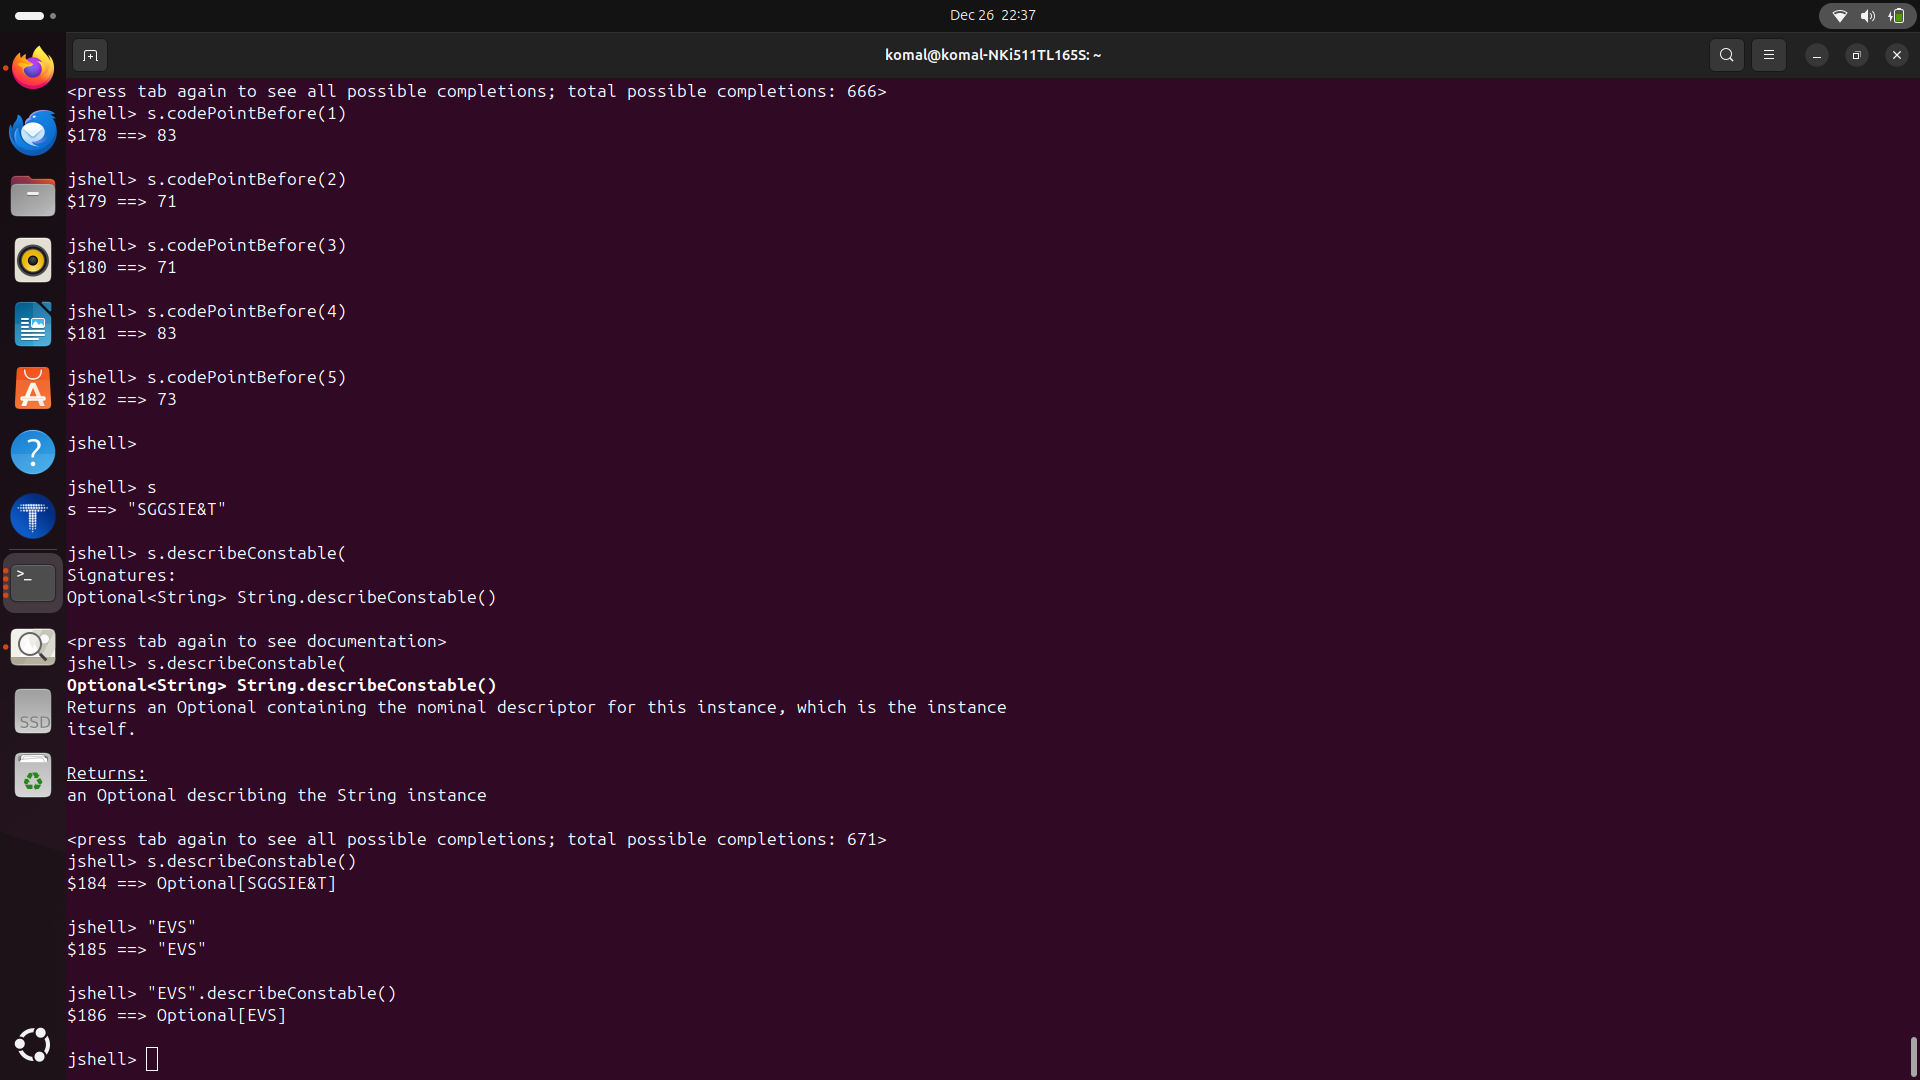 Dec 26 22:37
komal@komal-NKi511TL165S: ~
<press tab again to see all possible completions; total possible completions: 666>
jshell> s.codePointBefore(1)
$178 ==> 83
jshell> s.codePointBefore(2)
$179 ==> 71
jshell> s.codePointBefore(3)
$180 ==> 71
jshell> s.codePointBefore(4)
$181 ==> 83
jshell> s.codePointBefore(5)
$182 ==> 73
jshell>
jshell> s
s ==> "SGGSIE&T"
jshell> s.describeConstable(
Signatures:
Optional<String> String.describeConstable()
<press tab again to see documentation>
jshell> s.describeConstable(
Optional<String> String.describeConstable()
Returns an Optional containing the nominal descriptor for this instance, which is the instance
itself.
Returns:
an Optional describing the String instance
<press tab again to see all possible completions; total possible completions: 671>
jshell> s.describeConstable()
$184 ==> Optional[SGGSIE&T]
jshell> "EVS"
$185 ==> "EVS"
jshell> "EVS".describeConstable()
$186 ==> Optional[EVS]
jshell>
SSD